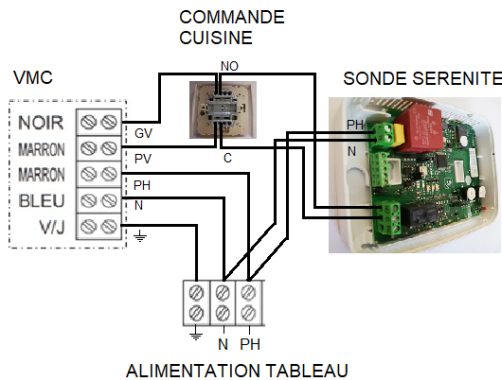 COMMANDE
CUISINE
VMC
NO
SONDE SERENITE
NOIR
GV
PH
MARRON
PV
C
N
MARRON
PH
BLEU
N
V/J
N PH
ALIMENTATION TABLEAU